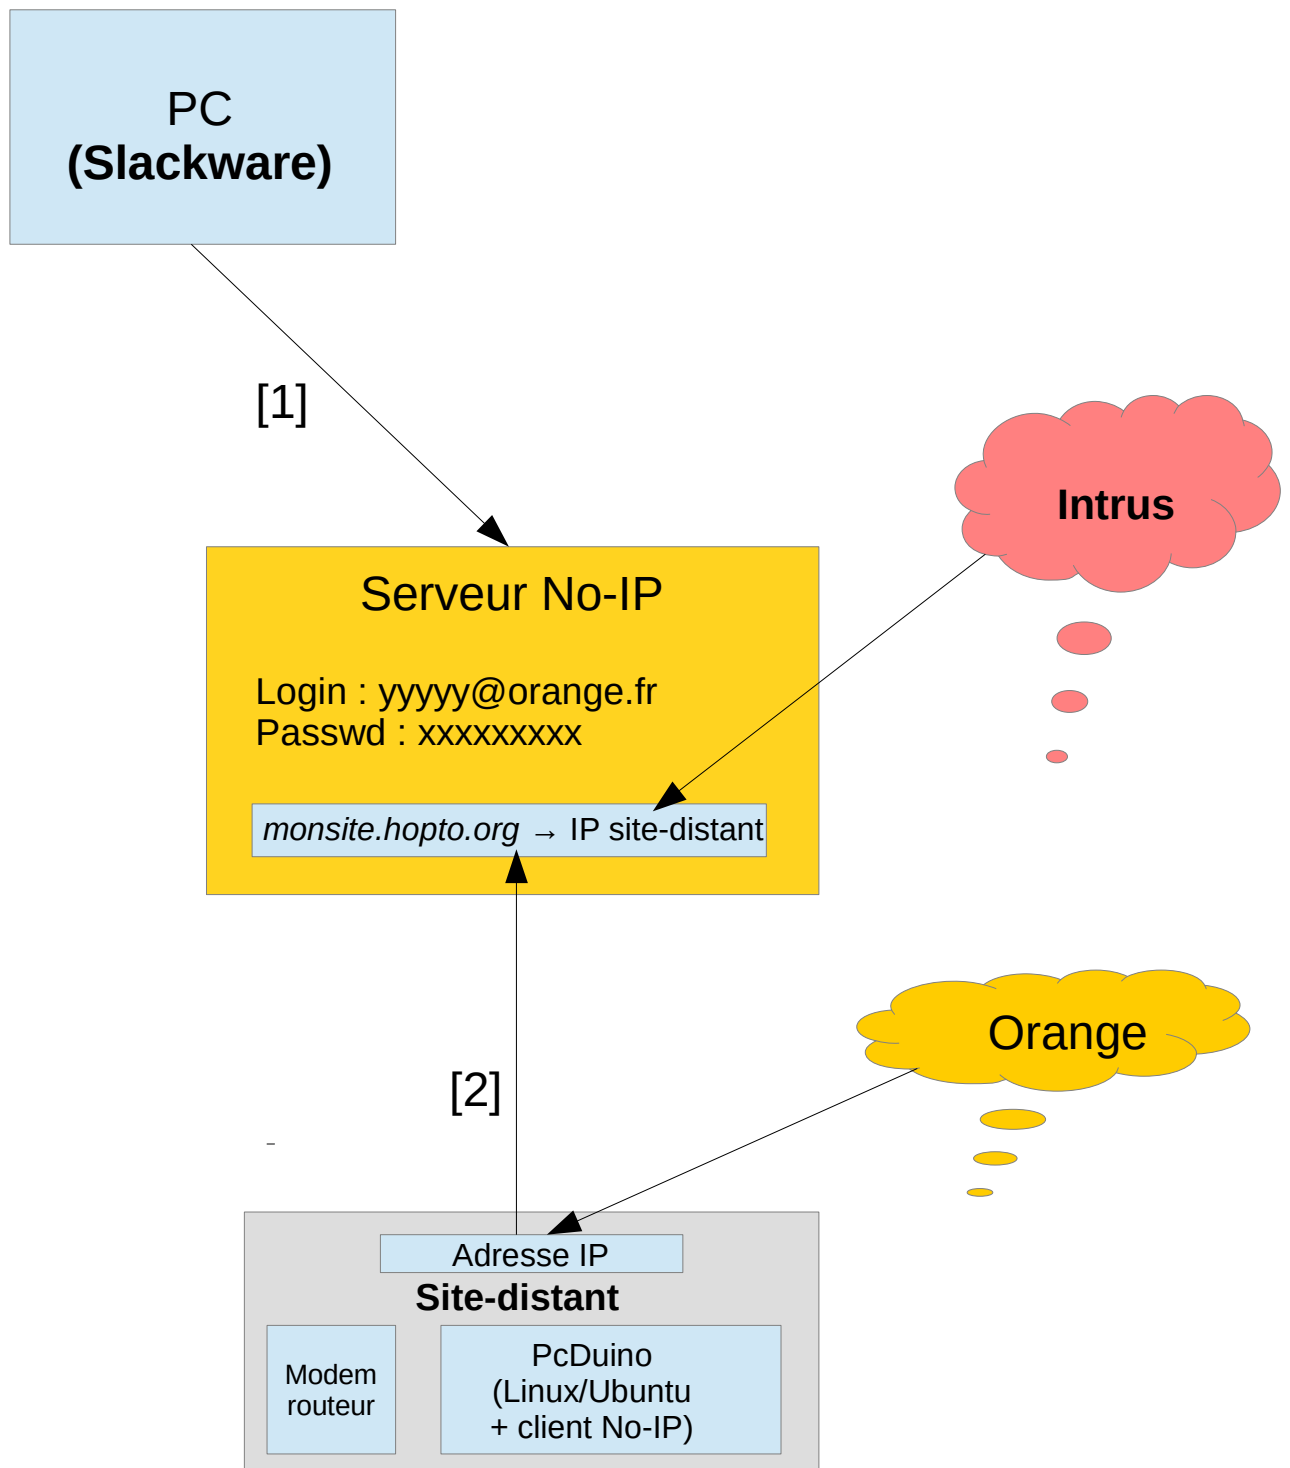 PC
(Slackware)
[1]
Intrus
Serveur No-IP
Login : yyyyy@orange.fr
Passwd : xxxxxxxxx
monsite.hopto.org → IP site-distant
Orange
[2]
Adresse IP
Site-distant
Modem
routeur
PcDuino
(Linux/Ubuntu
+ client No-IP)